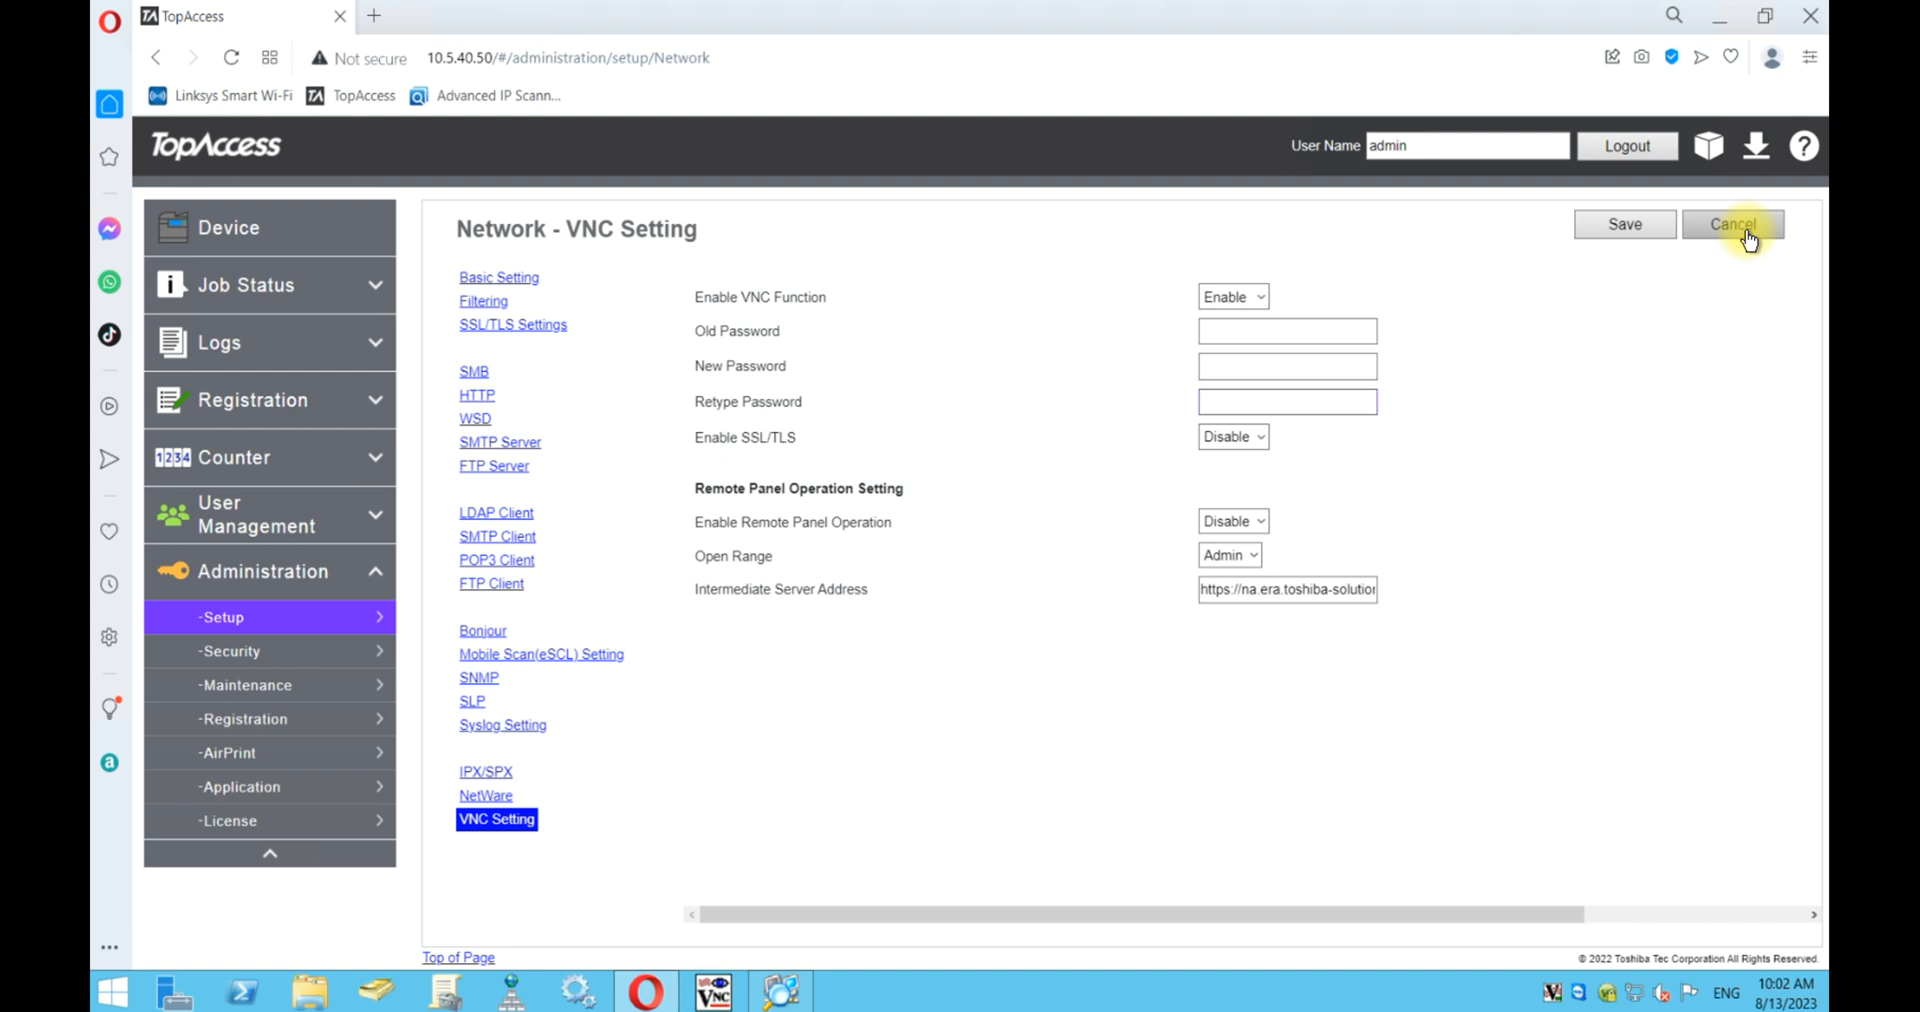 TopAccess
Not secure 10.5.40.50/#/administration/setup/Network
Linksys Smart Wi-Fi TopAccess Advanced IP Scann...
TopAccess
User Name admin Logout
Device
Job Status
Logs
Registration
1234 Counter
User
Management
Administration
-Setup
-Security
-Maintenance
-Registration
-AirPrint
-Application
-License
Network - VNC Setting
Save Cancel
Basic Setting
Filtering
SSL/TLS Settings
SMB
HTTP
WSD
SMTP Server
FTP Server
LDAP Client
SMTP Client
POP3 Client
FTP Client
Bonjour
Mobile Scan(eSCL) Setting
SNMP
SLP
Syslog Setting
IPX/SPX
NetWare
VNC Setting
Enable VNC Function Enable
Old Password
New Password
Retype Password
Enable SSL/TLS Disable
Remote Panel Operation Setting
Enable Remote Panel Operation Disable
Open Range Admin
Intermediate Server Address https://na.era.toshiba-solution
Top of Page
© 2022 Toshiba Tec Corporation All Rights Reserved.
VNC
ENG
10:02 AM
8/13/2023